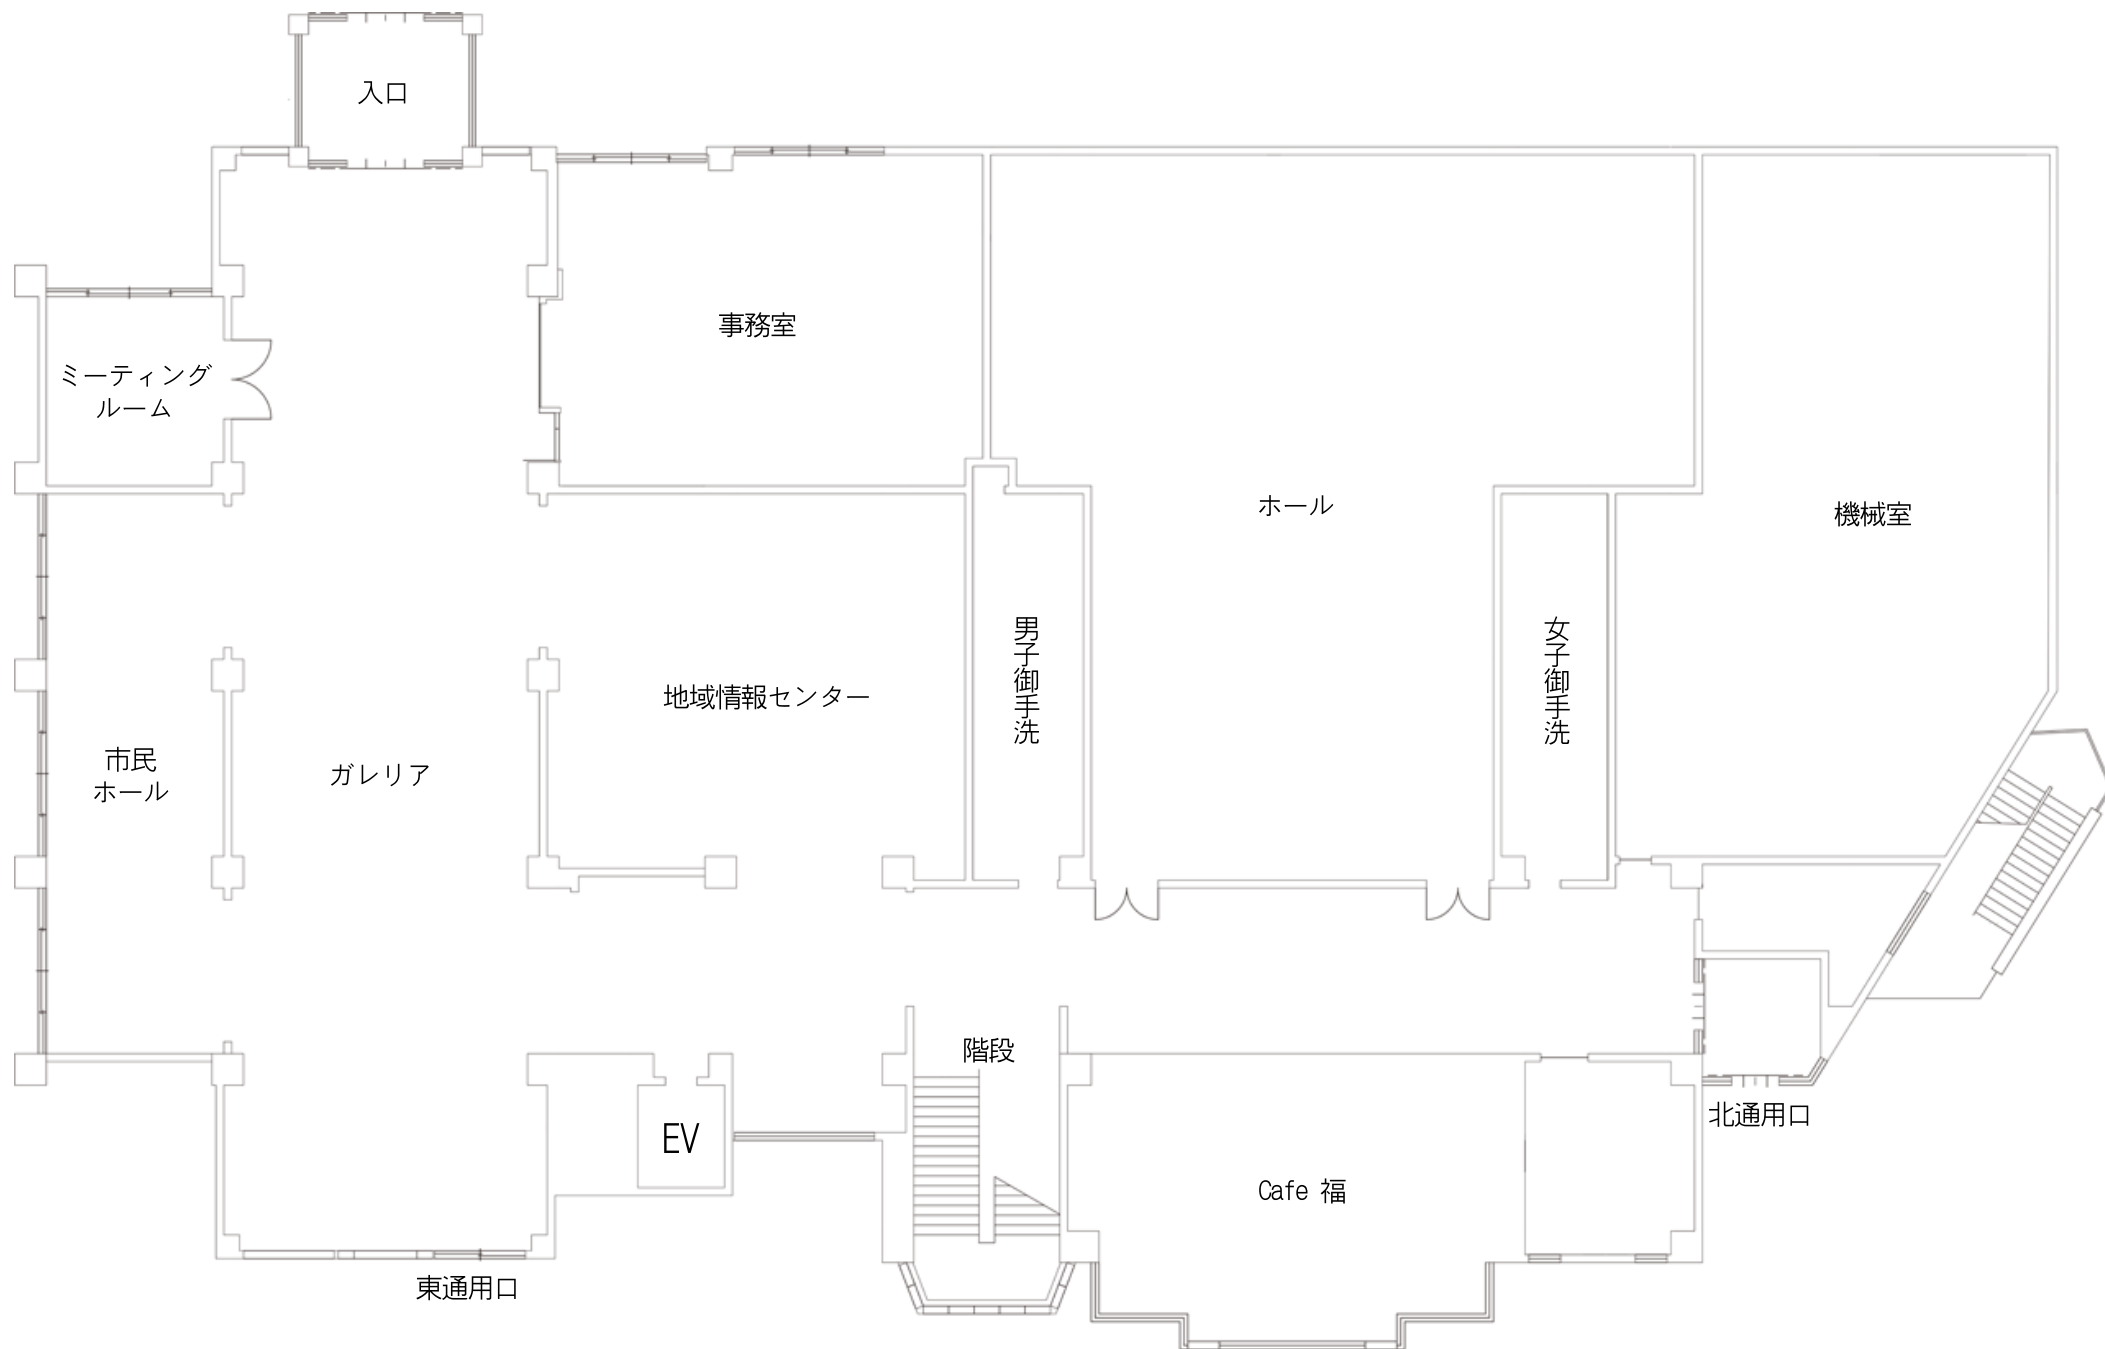 入口
事務室
ミーティング
ルーム
ホール
機械室
男子御手洗
女子御手洗
地域情報センター
市民
ホール
ガレリア
階段
北通用口
EV
Cafe 福
東通用口